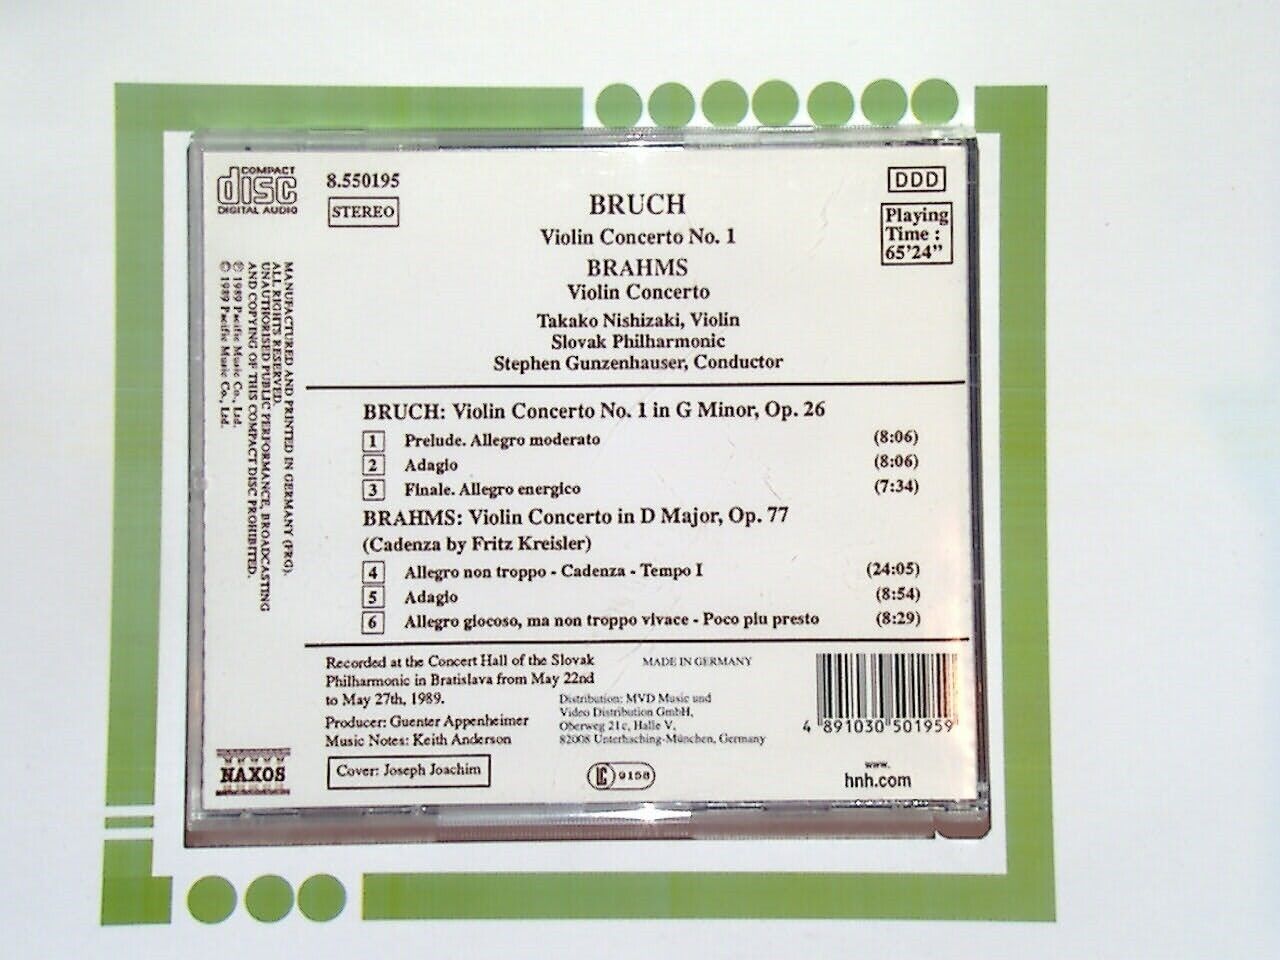 COMPACT
disc
DIGITAL AUDIO
8.550195
STEREO
DDD
Playing
Time :
65'24"
BRUCH
Violin Concerto No. 1
BRAHMS
Violin Concerto
Takako Nishizaki, Violin
Slovak Philharmonic
Stephen Gunzenhauser, Conductor
MANUFACTURED AND PRINTED IN GERMANY (FRG).
ALL RIGHTS RESERVED.
UNAUTHORISED PUBLIC PERFORMANCE, BROADCASTING
AND COPYING OF THIS COMPACT DISC PROHIBITED.
℗ 1989 Pacific Music Co., Ltd.
© 1989 Pacific Music Co., Ltd.
BRUCH: Violin Concerto No. 1 in G Minor, Op. 26
1 Prelude. Allegro moderato (8:06)
2 Adagio (8:06)
3 Finale. Allegro energico (7:34)
BRAHMS: Violin Concerto in D Major, Op. 77
(Cadenza by Fritz Kreisler)
4 Allegro non troppo - Cadenza - Tempo I (24:05)
5 Adagio (8:54)
6 Allegro giocoso, ma non troppo vivace - Poco piu presto (8:29)
Recorded at the Concert Hall of the Slovak
Philharmonic in Bratislava from May 22nd
to May 27th, 1989.
Producer: Guenter Appenheimer
Music Notes: Keith Anderson
Cover: Joseph Joachim
MADE IN GERMANY
Distribution: MVD Music und
Video Distribution GmbH,
Oberweg 21c, Halle V,
82008 Unterhaching-München, Germany
LC 9158
4 891030 501959
www.
hnh.com
NAXOS